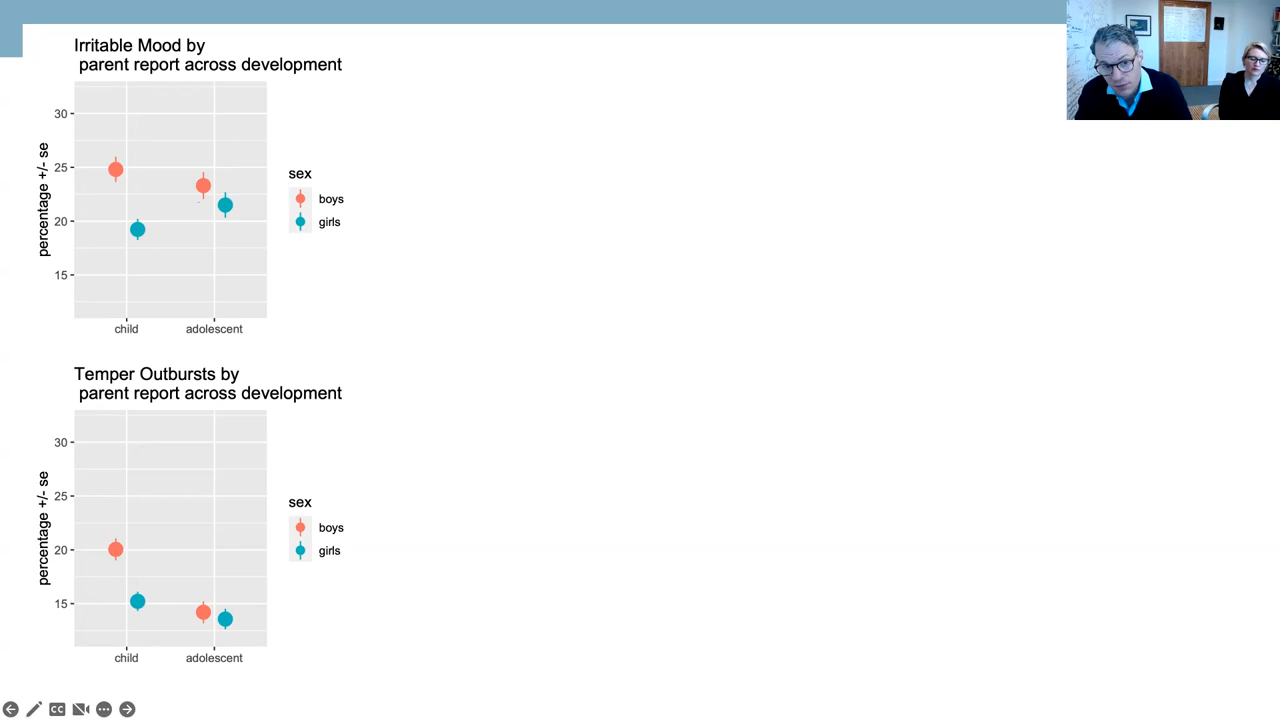 Irritable Mood by
parent report across development
percentage +/- se
30
25
20
15
child
adolescent
sex
boys
girls
Temper Outbursts by
parent report across development
percentage +/- se
30
25
20
15
child
adolescent
sex
boys
girls
CC